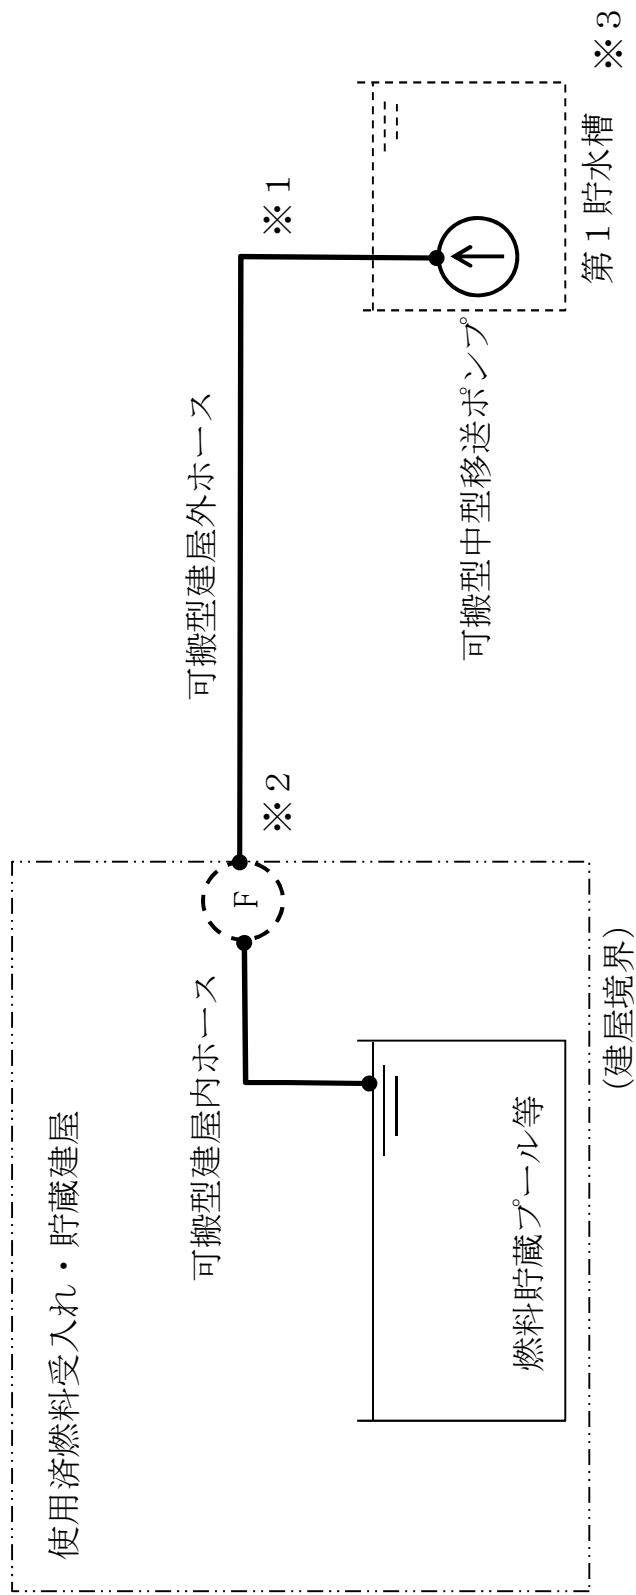 使用済燃料受入れ・貯蔵建屋
可搬型建屋内ホース
F
可搬型建屋外ホース
※2
※1
燃料貯蔵プール等
可搬型中型移送ポンプ
(建屋境界)
第1貯水槽
※3